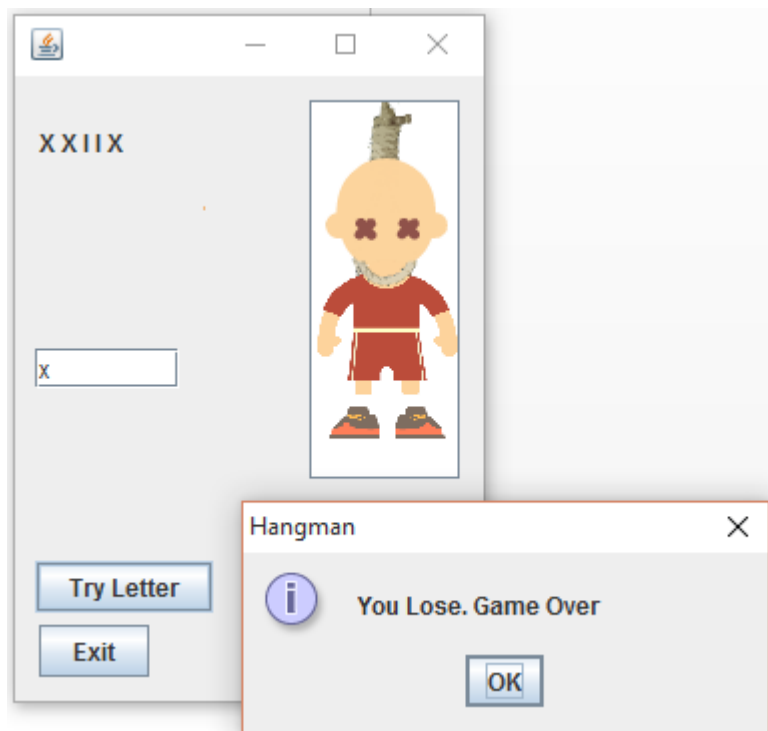 X X I I X
x
Try Letter
Exit
Hangman
You Lose. Game Over
OK